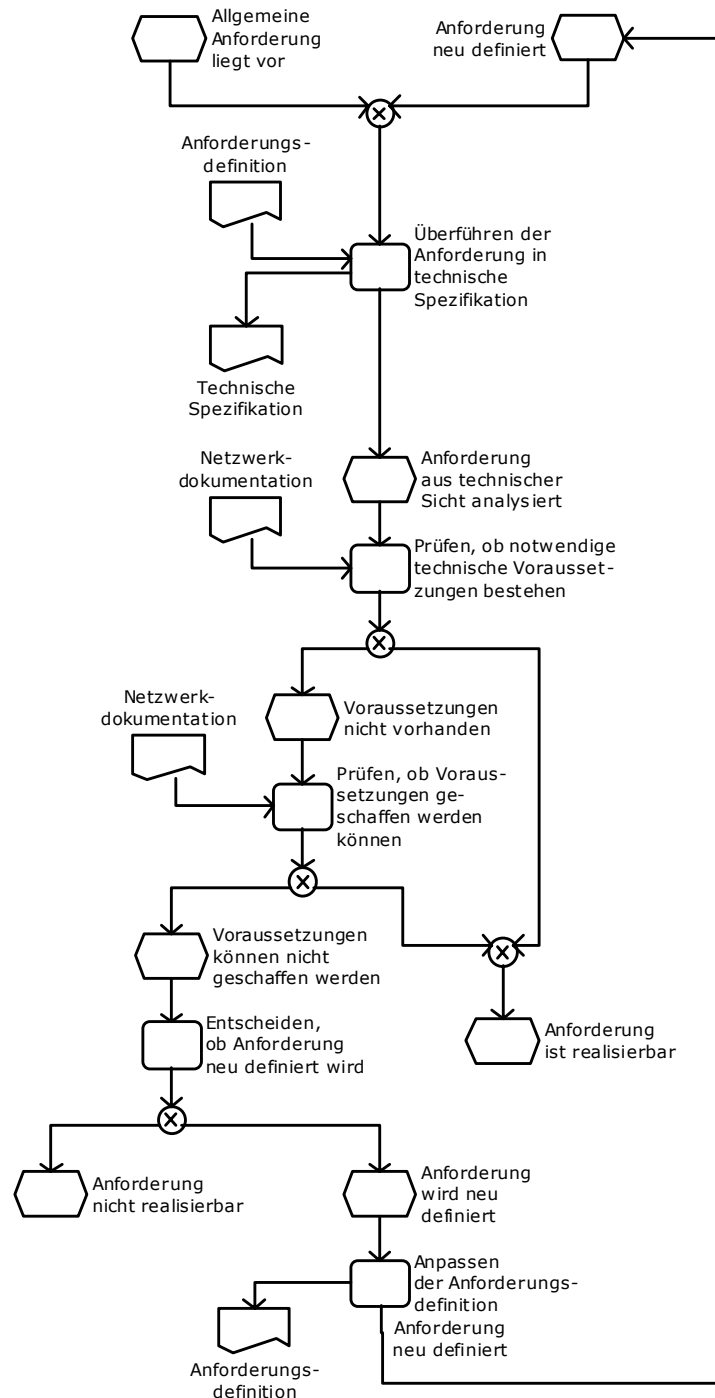 Allgemeine
Anforderung
liegt vor
Anforderung
neu definiert
Anforderungs-
definition
Überführen der
Anforderung in
technische
Spezifikation
Technische
Spezifikation
Netzwerk-
dokumentation
Anforderung
aus technischer
Sicht analysiert
Prüfen, ob notwendige
technische Vorausset-
zungen bestehen
Netzwerk-
dokumentation
Voraussetzungen
nicht vorhanden
Prüfen, ob Voraus-
setzungen ge-
schaffen werden
können
Voraussetzungen
können nicht
geschaffen werden
Entscheiden,
ob Anforderung
neu definiert wird
Anforderung
ist realisierbar
Anforderung
nicht realisierbar
Anforderung
wird neu
definiert
Anpassen
der Anforderungs-
definition
Anforderung
neu definiert
Anforderungs-
definition